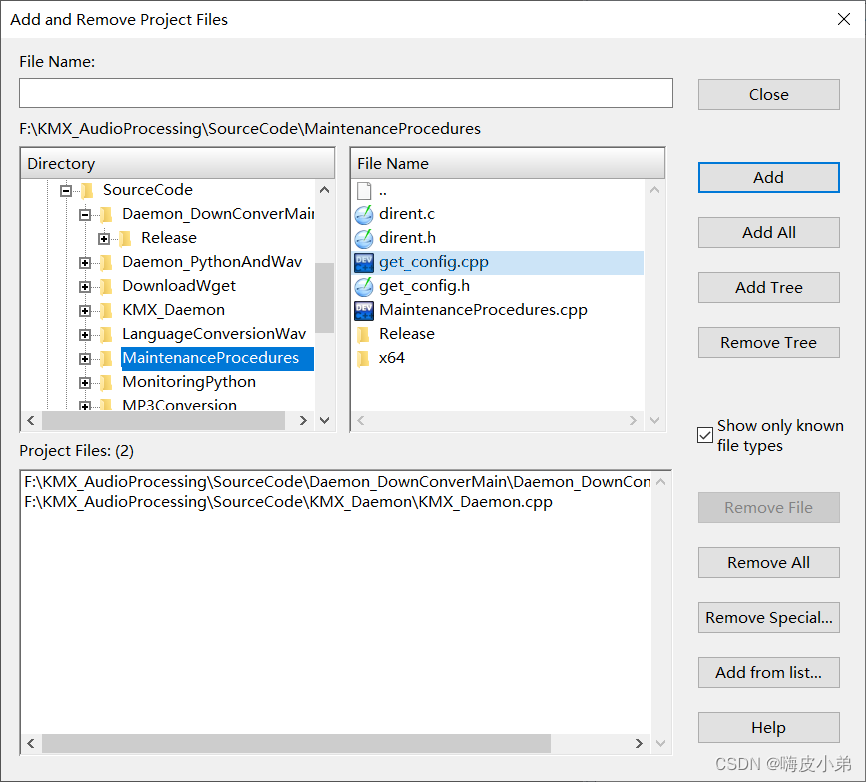 Add and Remove Project Files
File Name:
Close
F:\KMX_AudioProcessing\SourceCode\MaintenanceProcedures
Directory
File Name
Add
SourceCode
..
Daemon_DownConverMain
dirent.c
Release
dirent.h
Add All
Daemon_PythonAndWav
get_config.cpp
DownloadWget
get_config.h
Add Tree
KMX_Daemon
MaintenanceProcedures.cpp
LanguageConversionWav
Release
Remove Tree
MaintenanceProcedures
x64
MonitoringPython
MP3Conversion
Show only known
file types
Project Files: (2)
F:\KMX_AudioProcessing\SourceCode\Daemon_DownConverMain\Daemon_DownCon
F:\KMX_AudioProcessing\SourceCode\KMX_Daemon\KMX_Daemon.cpp
Remove File
Remove All
Remove Special...
Add from list...
Help
CSDN @嗨皮小弟